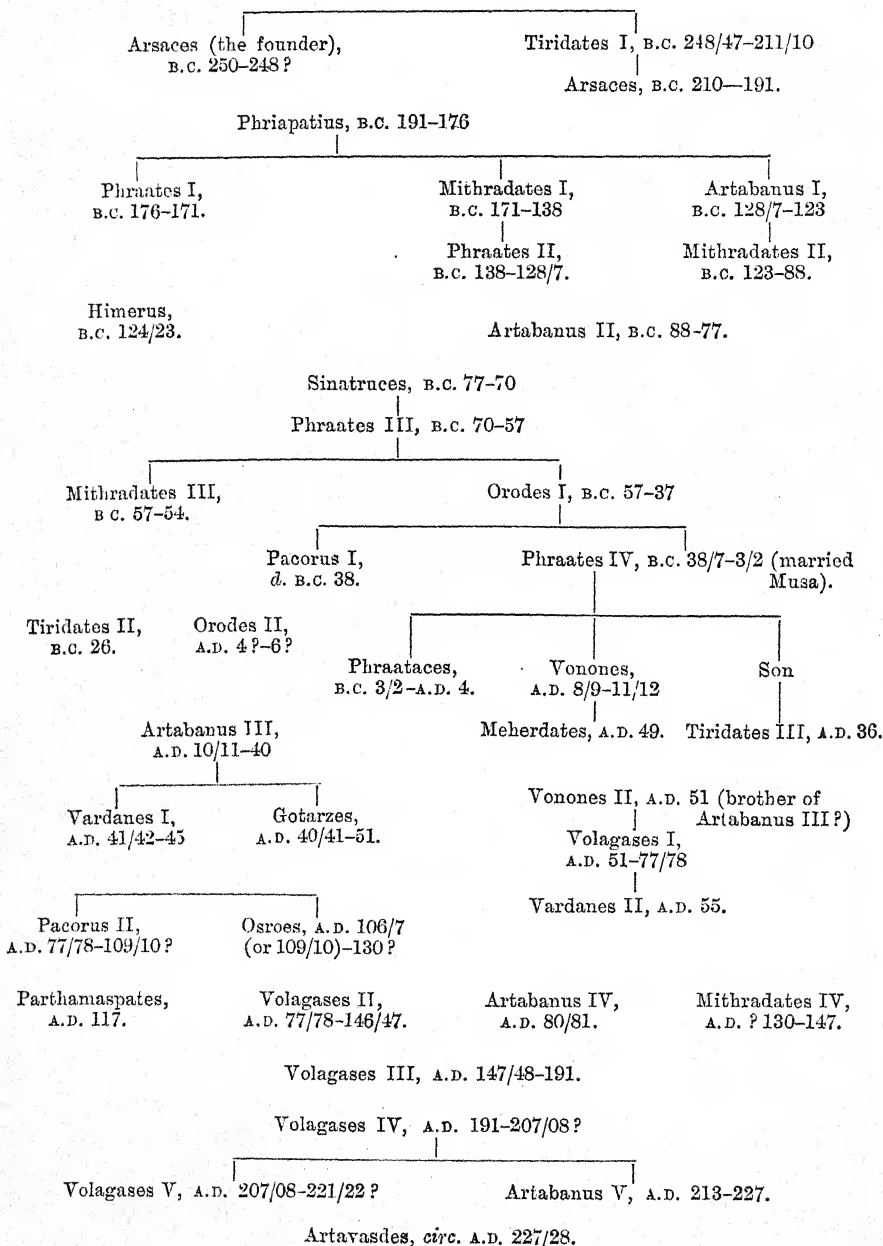 Arsaces (the founder), Tiridates I, B.C. 248/47–211/10
B.C. 250–248?
Arsaces, B.C. 210—191.
Phriapatius, B.C. 191–176
Phraates I, Mithradates I, Artabanus I,
B.C. 176–171. B.C. 171–138 B.C. 128/7–123
Phraates II, Mithradates II,
B.C. 138–128/7. B.C. 123–88.
Himerus,
B.C. 124/23. Artabanus II, B.C. 88–77.
Sinatruces, B.C. 77–70
Phraates III, B.C. 70–57
Mithradates III, Orodes I, B.C. 57–37
B C. 57–54.
Pacorus I, Phraates IV, B.C. 38/7–3/2 (married
d. B.C. 38. Musa).
Tiridates II, Orodes II,
B.C. 26. A.D. 4?–6?
Phraataces, Vonones, Son
B.C. 3/2–A.D. 4. A.D. 8/9–11/12
Artabanus III, Meherdates, A.D. 49. Tiridates III, A.D. 36.
A.D. 10/11–40
Vardanes I, Gotarzes, Vonones II, A.D. 51 (brother of
A.D. 41/42–45 A.D. 40/41–51. Artabanus III?)
Volagases I,
A.D. 51–77/78
Vardanes II, A.D. 55.
Pacorus II, Osroes, A.D. 106/7
A.D. 77/78–109/10? (or 109/10)–130?
Parthamaspates, Volagases II, Artabanus IV, Mithradates IV,
A.D. 117. A.D. 77/78–146/47. A.D. 80/81. A.D. ? 130–147.
Volagases III, A.D. 147/48–191.
Volagases IV, A.D. 191–207/08?
Volagases V, A.D. 207/08–221/22? Artabanus V, A.D. 213–227.
Artavasdes, circ. A.D. 227/28.